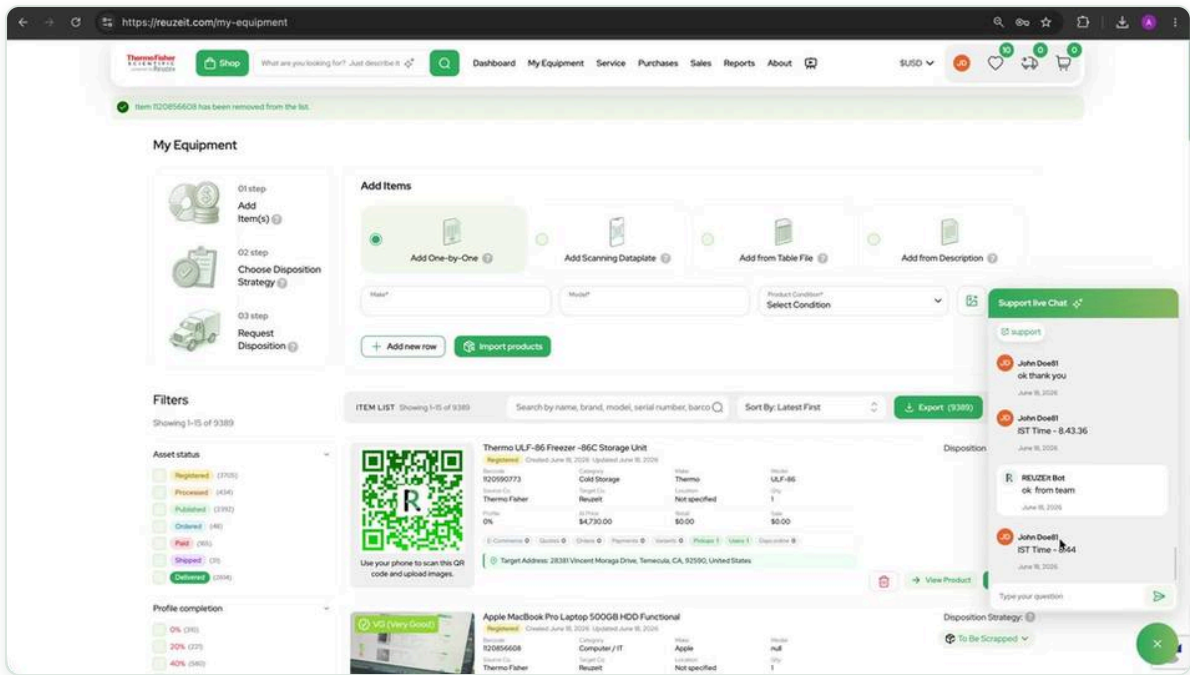 https://reuzeit.com/my-equipment
A
ThermoFisher
SCIENTIFIC
Shop
What are you looking for? Just describe it
Dashboard My Equipment Service Purchases Sales Reports About
$USD
JD
10
0
0
Item 1120856608 has been removed from the list.
My Equipment
01 step
Add
Item(s)
02 step
Choose Disposition
Strategy
03 step
Request
Disposition
Add Items
Add One-by-One
Add Scanning Dataplate
Add from Table File
Add from Description
Make*
Model*
Product Condition*
Select Condition
+ Add new row
Import products
Filters
Showing 1-15 of 9389
Asset status
Registered (3705)
Processed (434)
Published
Ordered
Paid
Shipped
Delivered
Profile completion
0%
20%
40%
ITEM LIST Showing 1-15 of 9389
Search by name, brand, model, serial number, barco
Sort By: Latest First
Export (9389)
R
Use your phone to scan this QR
code and upload images.
Thermo ULF-86 Freezer -86C Storage Unit
Registered Created June 18, 2026 Updated June 18, 2026
Barcode
1120990773
Category
Cold Storage
Make
Thermo
Model
ULF-86
Source Co.
Thermo Fisher
Target Co.
Reuzeit
Location
Not specified
Qty
1
Profile
0%
AI Price
$4,730.00
Retail
$0.00
Sale
$0.00
E-Commerce 0 Quotes 0 Orders 0 Payments 0 Variants 0 Pickups 1 Users 1 Depconline 0
Target Address: 28381 Vincent Moraga Drive, Temecula, CA, 92590, United States
View Product
Disposition
VG (Very Good)
Apple MacBook Pro Laptop 500GB HDD Functional
Registered Created June 18, 2026 Updated June 18, 2026
Barcode
1120856608
Category
Computer / IT
Make
Apple
Model
null
Source Co.
Thermo Fisher
Target Co.
Reuzeit
Location
Not specified
Qty
1
Disposition Strategy:
To Be Scrapped
Support live Chat
support
JD
John Doe81
ok thank you
June 18, 2026
JD
John Doe81
IST Time - 8.43.36
June 18, 2026
R
REUZEit Bot
ok from team
June 18, 2026
JD
John Doe81
IST Time - 8:44
June 18, 2026
Type your question